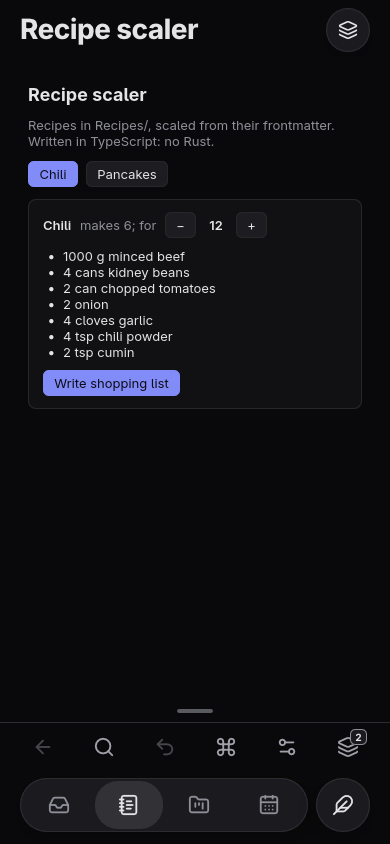 Recipe scaler
Recipe scaler
Recipes in Recipes/, scaled from their frontmatter.
Written in TypeScript: no Rust.
Chili Pancakes
Chili makes 6; for − 12 +
• 1000 g minced beef
• 4 cans kidney beans
• 2 can chopped tomatoes
• 2 onion
• 4 cloves garlic
• 4 tsp chili powder
• 2 tsp cumin
Write shopping list
2